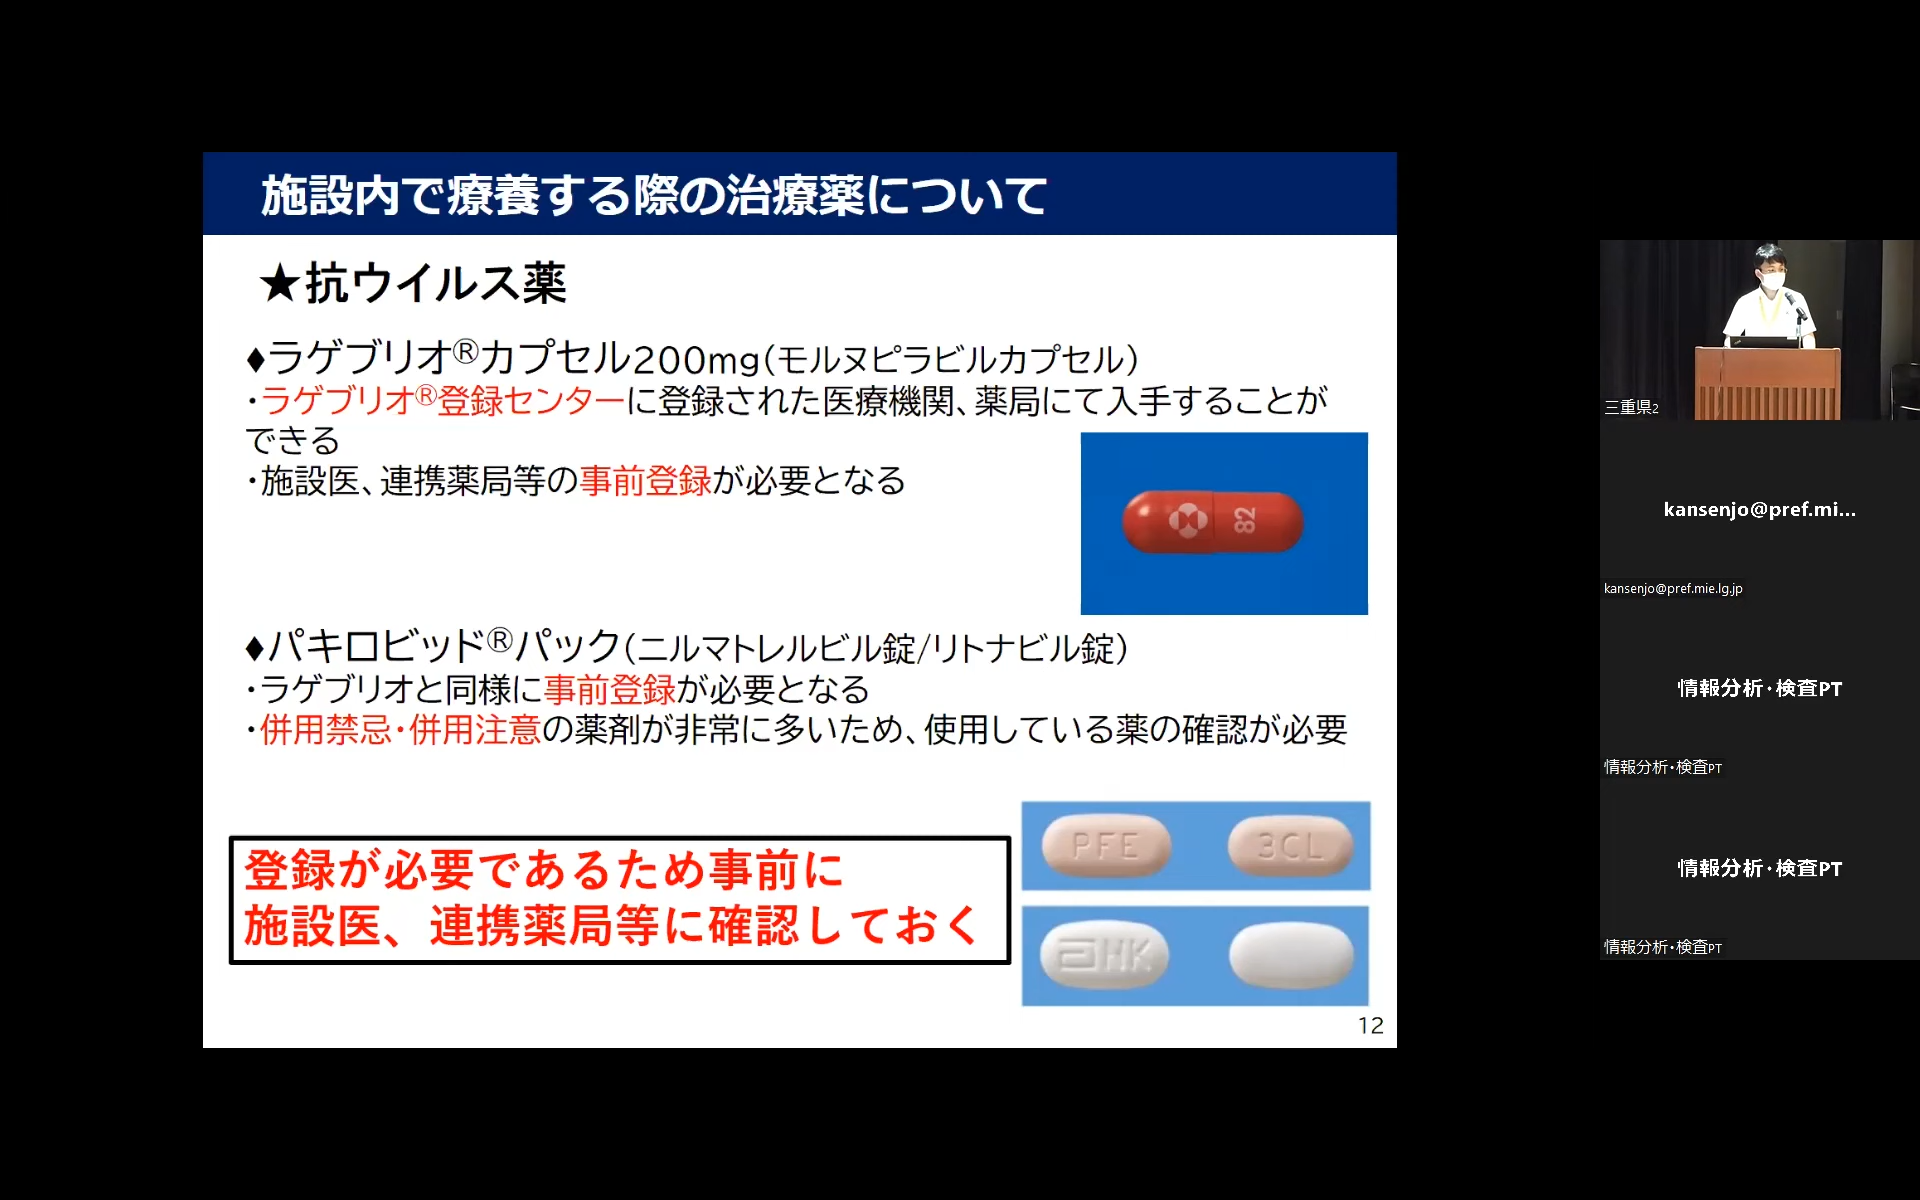 施設内で療養する際の治療薬について
★抗ウイルス薬
♦ラゲブリオ®カプセル200mg(モルヌピラビルカプセル)
・ラゲブリオ®登録センターに登録された医療機関、薬局にて入手することが
できる
・施設医、連携薬局等の事前登録が必要となる
82
♦パキロビッド®パック(ニルマトレルビル錠/リトナビル錠)
・ラゲブリオと同様に事前登録が必要となる
・併用禁忌・併用注意の薬剤が非常に多いため、使用している薬の確認が必要
PFE
3CL
HK
登録が必要であるため事前に
施設医、連携薬局等に確認しておく
12
三重県2
kansenjo@pref.mi...
kansenjo@pref.mie.lg.jp
情報分析・検査PT
情報分析・検査PT
情報分析・検査PT
情報分析・検査PT